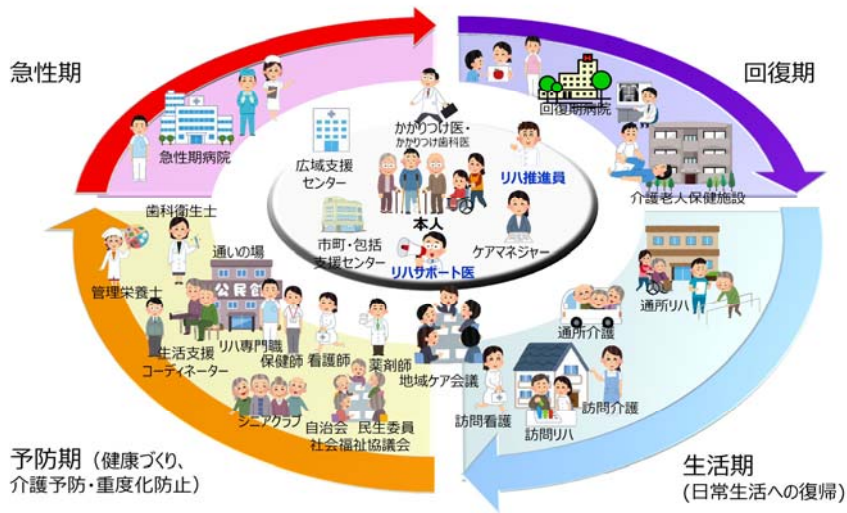 急性期
回復期
急性期病院
回復期病院
かかりつけ医・
かかりつけ歯科医
広域支援
センター
リハ推進員
介護老人保健施設
本人
歯科衛生士
市町・包括
支援センター
ケアマネジャー
リハサポート医
通いの場
公民館
管理栄養士
通所リハ
通所介護
生活支援
コーディネーター
リハ専門職
保健師
看護師
薬剤師
地域ケア会議
訪問看護
訪問リハ
訪問介護
シニアクラブ
自治会 民生委員
社会福祉協議会
予防期 (健康づくり、
介護予防・重度化防止)
生活期
(日常生活への復帰)